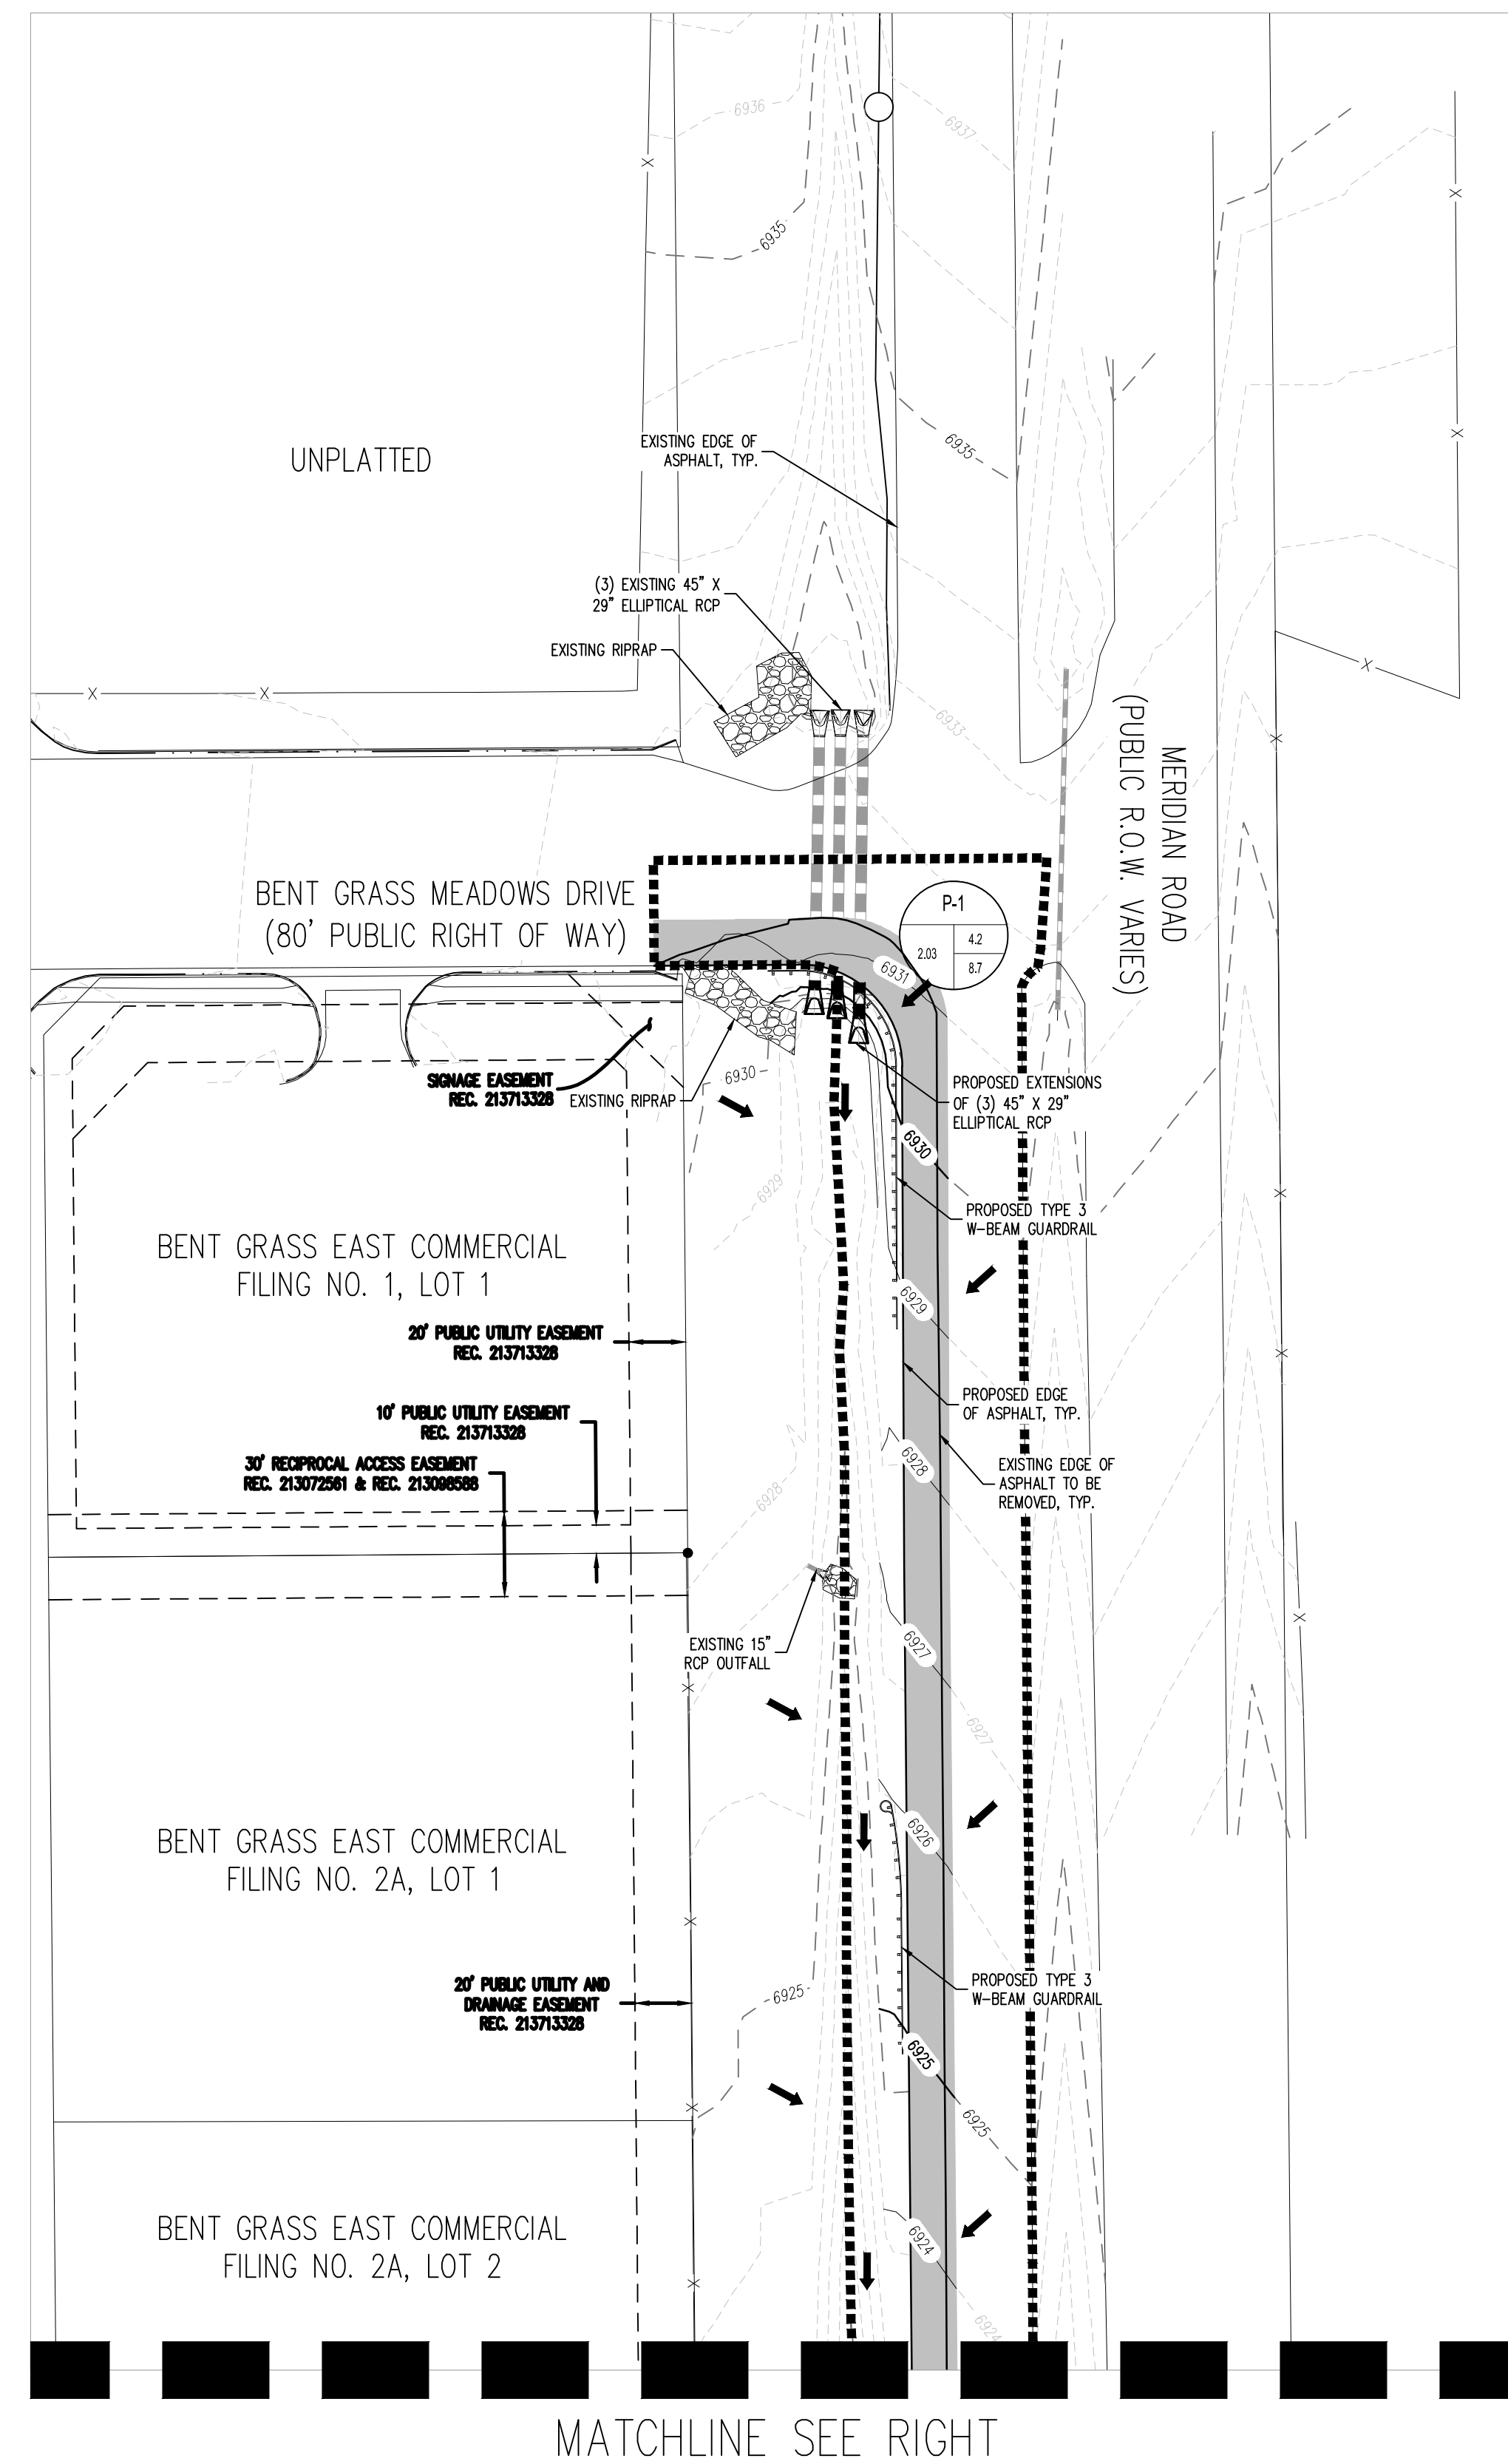 6936
6937
6935
EXISTING EDGE OF
ASPHALT, TYP.
6935
UNPLATTED
(3) EXISTING 45" X
29" ELLIPTICAL RCP
EXISTING RIPRAP
6933
MERIDIAN ROAD
(PUBLIC R.O.W. VARIES)
BENT GRASS MEADOWS DRIVE
(80' PUBLIC RIGHT OF WAY)
P-1
2.03
4.2
8.7
6931
SIGNAGE EASEMENT
REC. 213713328
EXISTING RIPRAP
6930
PROPOSED EXTENSIONS
OF (3) 45" X 29"
ELLIPTICAL RCP
6930
6929
PROPOSED TYPE 3
W-BEAM GUARDRAIL
BENT GRASS EAST COMMERCIAL
FILING NO. 1, LOT 1
6929
20' PUBLIC UTILITY EASEMENT
REC. 213713328
PROPOSED EDGE
OF ASPHALT, TYP.
10' PUBLIC UTILITY EASEMENT
REC. 213713328
30' RECIPROCAL ACCESS EASEMENT
REC. 213072561 & REC. 213098588
6928
EXISTING EDGE OF
ASPHALT TO BE
REMOVED, TYP.
6928
EXISTING 15"
RCP OUTFALL
6927
6927
BENT GRASS EAST COMMERCIAL
FILING NO. 2A, LOT 1
6926
20' PUBLIC UTILITY AND
DRAINAGE EASEMENT
REC. 213713328
6925
PROPOSED TYPE 3
W-BEAM GUARDRAIL
6925
6925
BENT GRASS EAST COMMERCIAL
FILING NO. 2A, LOT 2
6924
6924
MATCHLINE SEE RIGHT